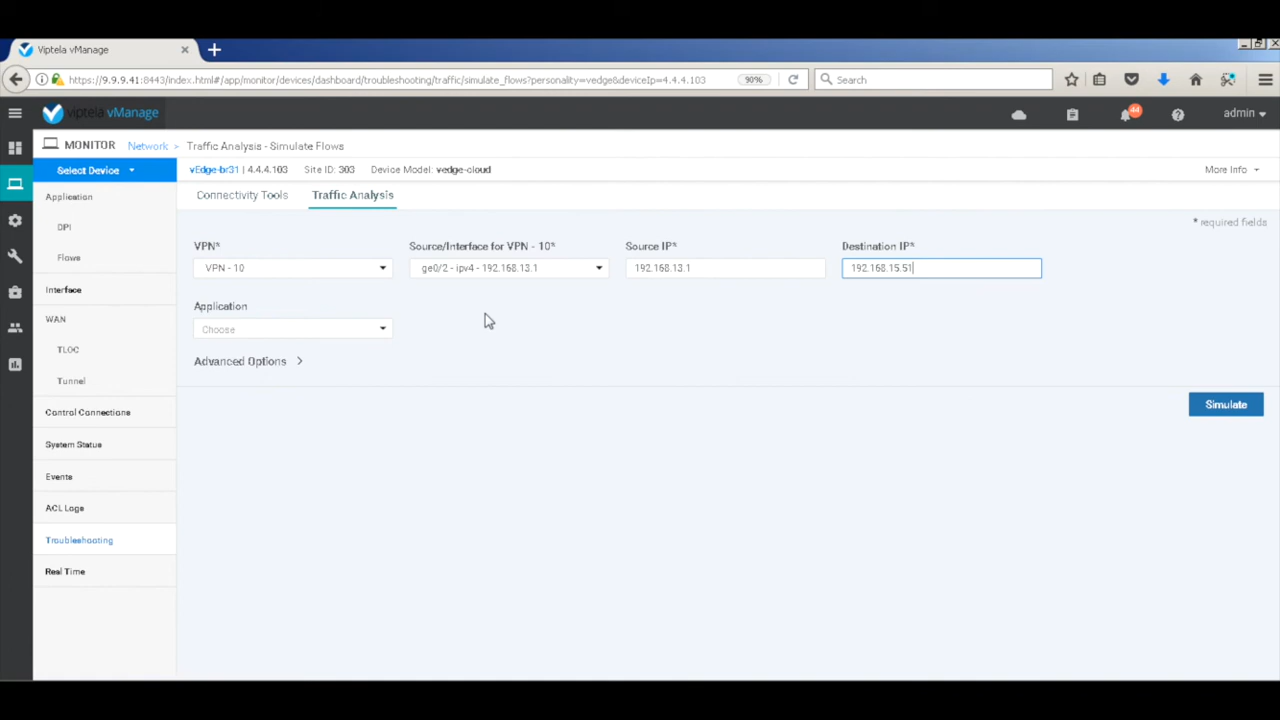 Viptela vManage
https://9.9.9.41:8443/index.html#/app/monitor/devices/dashboard/troubleshooting/traffic/simulate_flows?personality=vedge&deviceIp=4.4.4.103
90%
Search
viptela vManage
44
admin
MONITOR
Network > Traffic Analysis - Simulate Flows
Select Device
vEdge-br31 | 4.4.4.103 Site ID: 303 Device Model: vedge-cloud
More Info
Application
DPI
Flows
Interface
WAN
TLOC
Tunnel
Control Connections
System Status
Events
ACL Logs
Troubleshooting
Real Time
Connectivity Tools
Traffic Analysis
* required fields
VPN*
Source/Interface for VPN - 10*
Source IP*
Destination IP*
VPN - 10
ge0/2 - ipv4 - 192.168.13.1
192.168.13.1
192.168.15.51
Application
Choose
Advanced Options >
Simulate